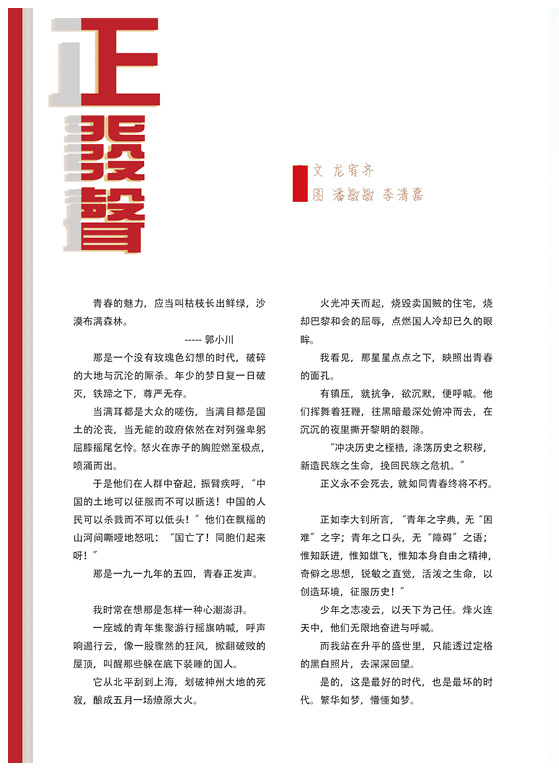 正
發
聲
文 龙宥齐
图 潘敏敏 李清嘉
青春的魅力，应当叫枯枝长出鲜绿，沙
漠布满森林。
----- 郭小川
那是一个没有玫瑰色幻想的时代，破碎
的大地与沉沦的厮杀。年少的梦日复一日破
灭，铁蹄之下，尊严无存。
当满耳都是大众的嗟伤，当满目都是国
土的沦丧，当无能的政府依然在对列强卑躬
屈膝摇尾乞怜。怒火在赤子的胸腔燃至极点，
喷涌而出。
于是他们在人群中奋起，振臂疾呼，“中
国的土地可以征服而不可以断送！中国的人
民可以杀戮而不可以低头！”他们在飘摇的
山河间嘶哑地怒吼：“国亡了！同胞们起来
呀！”
那是一九一九年的五四，青春正发声。
我时常在想那是怎样一种心潮澎湃。
一座城的青年集聚游行摇旗呐喊，呼声
响遏行云，像一股骤然的狂风，掀翻破败的
屋顶，叫醒那些躲在底下装睡的国人。
它从北平刮到上海，划破神州大地的死
寂，酿成五月一场燎原大火。
火光冲天而起，烧毁卖国贼的住宅，烧
却巴黎和会的屈辱，点燃国人冷却已久的眼
眸。
我看见，那星星点点之下，映照出青春
的面孔。
有镇压，就抗争，欲沉默，便呼喊。他
们挥舞着狂鞭，往黑暗最深处俯冲而去，在
沉沉的夜里撕开黎明的裂隙。
“冲决历史之桎梏，涤荡历史之积秽，
新造民族之生命，挽回民族之危机。”
正义永不会死去，就如同青春终将不朽。
正如李大钊所言，“青年之字典，无“困
难”之字；青年之口头，无“障碍”之语；
惟知跃进，惟知雄飞，惟知本身自由之精神，
奇僻之思想，锐敏之直觉，活泼之生命，以
创造环境，征服历史！”
少年之志凌云，以天下为己任。烽火连
天中，他们无限地奋进与呼喊。
而我站在升平的盛世里，只能透过定格
的黑白照片，去深深回望。
是的，这是最好的时代，也是最坏的时
代。繁华如梦，懵懂如梦。